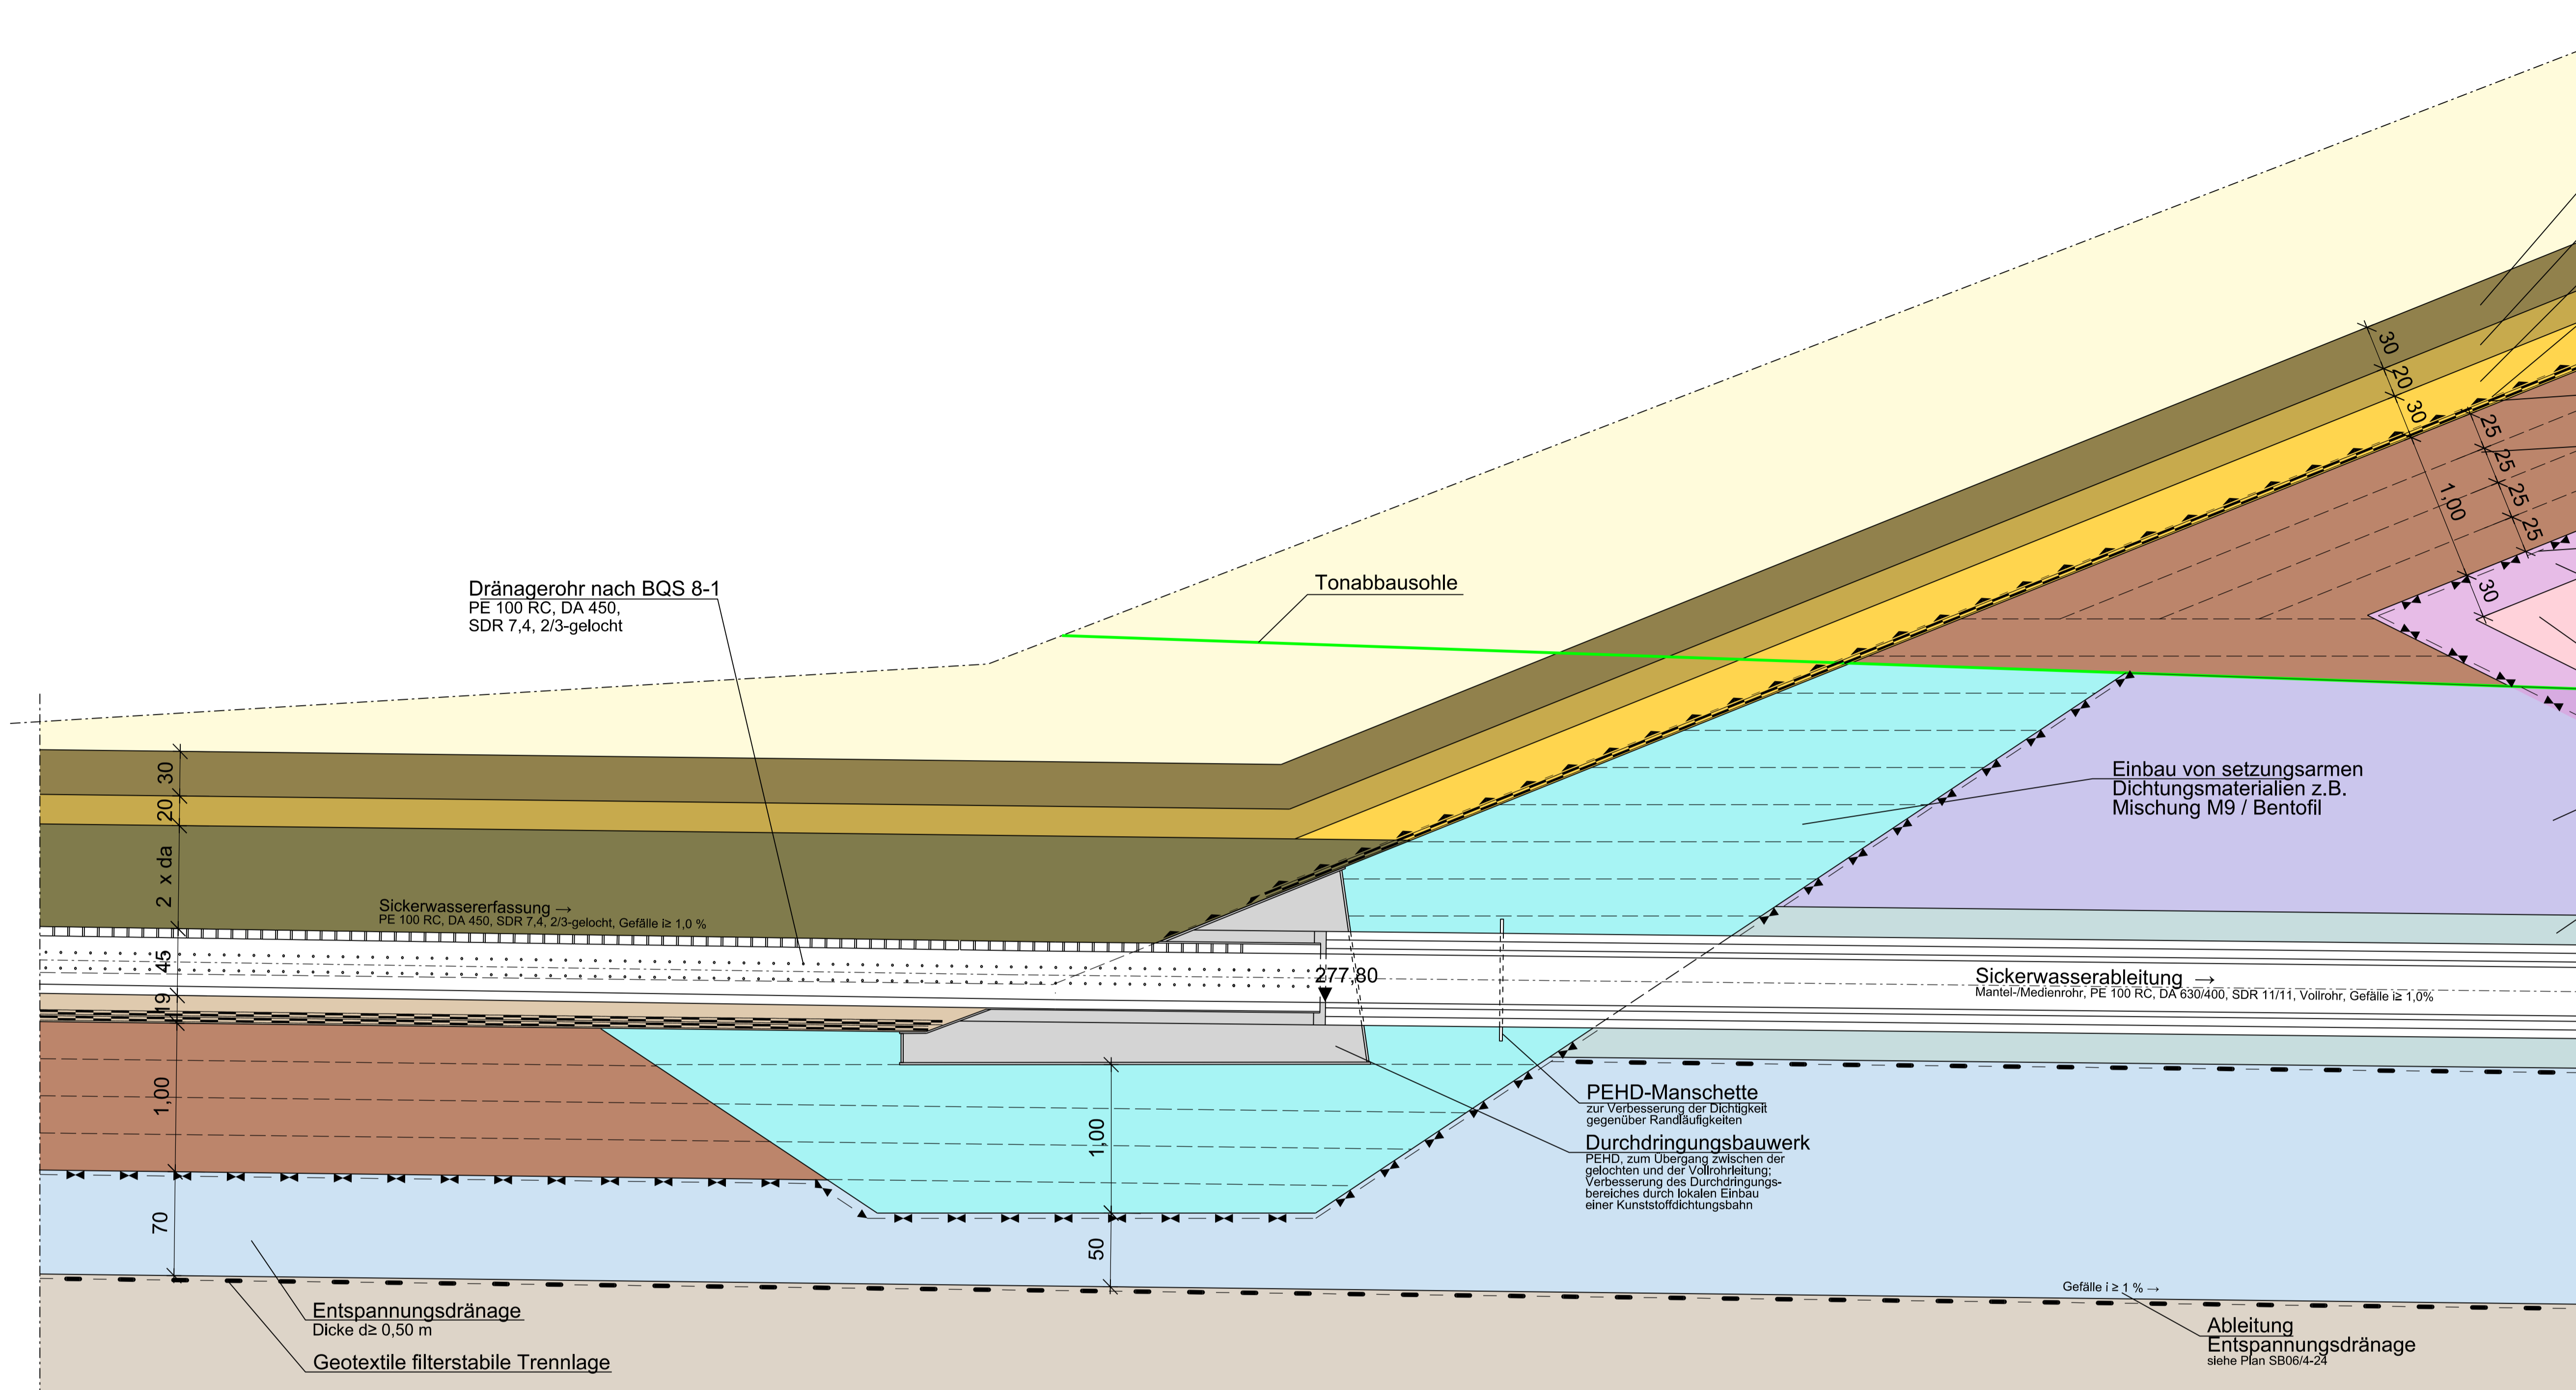 Dränagerohr nach BQS 8-1
PE 100 RC, DA 450,
SDR 7,4, 2/3-gelocht
Tonabbausohle
30
20
30
1,00
30
25
25
25
25
30
20
2 x da
45
19
1,00
70
Sickerwassererfassung →
PE 100 RC, DA 450, SDR 7,4, 2/3-gelocht, Gefälle i≥ 1,0 %
Einbau von setzungsarmen
Dichtungsmaterialien z.B.
Mischung M9 / Bentofil
277,80
Sickerwasserableitung →
Mantel-/Medienrohr, PE 100 RC, DA 630/400, SDR 11/11, Vollrohr, Gefälle i≥ 1,0%
1,00
50
PEHD-Manschette
zur Verbesserung der Dichtigkeit
gegenüber Randläufigkeiten
Durchdringungsbauwerk
PEHD, zum Übergang zwischen der
gelochten und der Vollrohrleitung;
Verbesserung des Durchdringungs-
bereiches durch lokalen Einbau
einer Kunststoffdichtungsbahn
Entspannungsdränage
Dicke d≥ 0,50 m
Geotextile filterstabile Trennlage
Gefälle i ≥ 1 % →
Ableitung
Entspannungsdränage
siehe Plan SB06/4-24